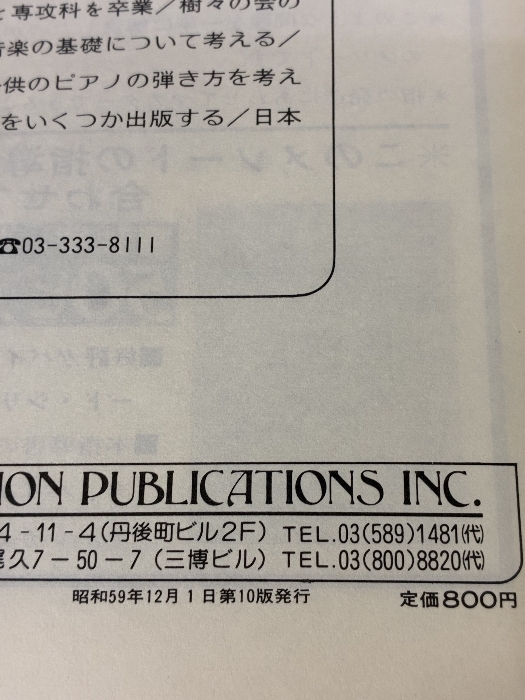 と専攻科を卒業／樹々の会の
音楽の基礎について考える／
子供のピアノの弾き方を考え
をいくつか出版する／日本
☎03-333-8111
ION PUBLICATIONS INC.
4-11-4(丹後町ビル2F) TEL.03(589)1481㈹
尾久7－50－7(三博ビル) TEL.03(800)8820㈹
昭和59年12月1日第10版発行 定価800円